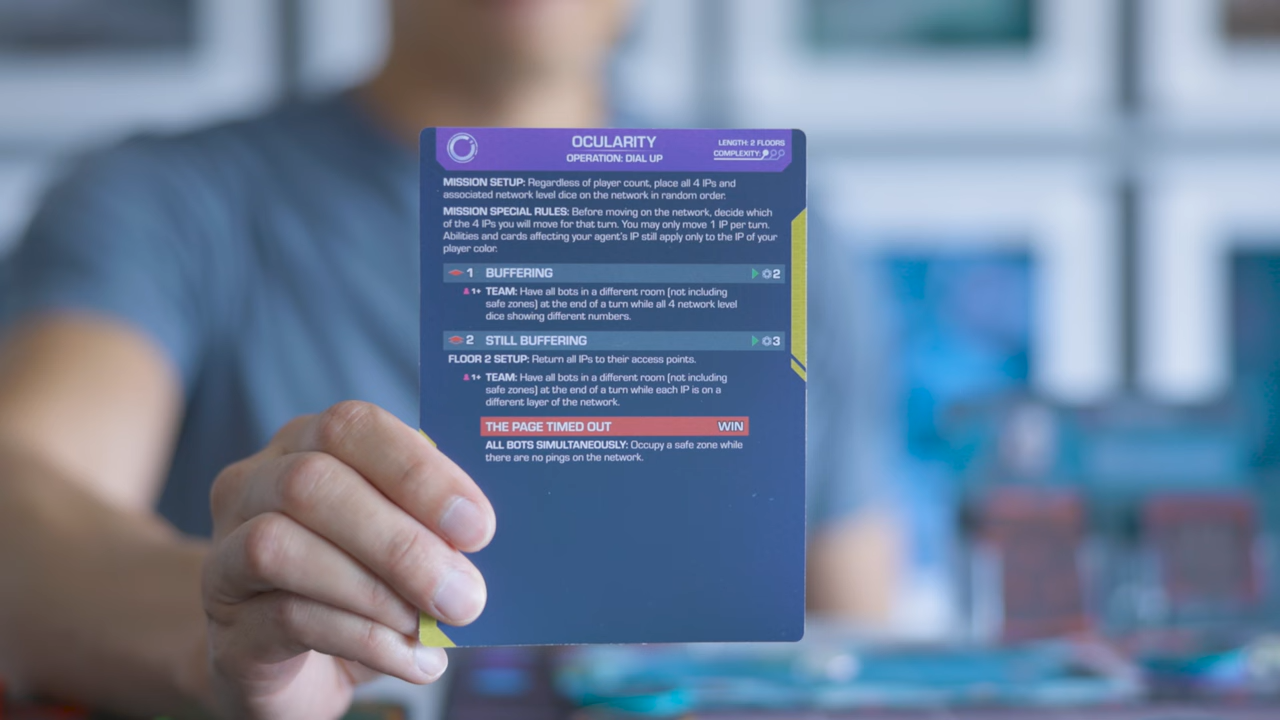 OCULARITY
OPERATION: DIAL UP
LENGTH: 2 FLOORS
COMPLEXITY:
MISSION SETUP: Regardless of player count, place all 4 IPs and
associated network level dice on the network in random order.
MISSION SPECIAL RULES: Before moving on the network, decide which
of the 4 IPs you will move for that turn. You may only move 1 IP per turn.
Abilities and cards affecting your agent's IP still apply only to the IP of your
player color.
1 BUFFERING 2
1+ TEAM: Have all bots in a different room (not including
safe zones) at the end of a turn while all 4 network level
dice showing different numbers.
2 STILL BUFFERING 3
FLOOR 2 SETUP: Return all IPs to their access points.
1+ TEAM: Have all bots in a different room (not including
safe zones) at the end of a turn while each IP is on a
different layer of the network.
THE PAGE TIMED OUT WIN
ALL BOTS SIMULTANEOUSLY: Occupy a safe zone while
there are no pings on the network.